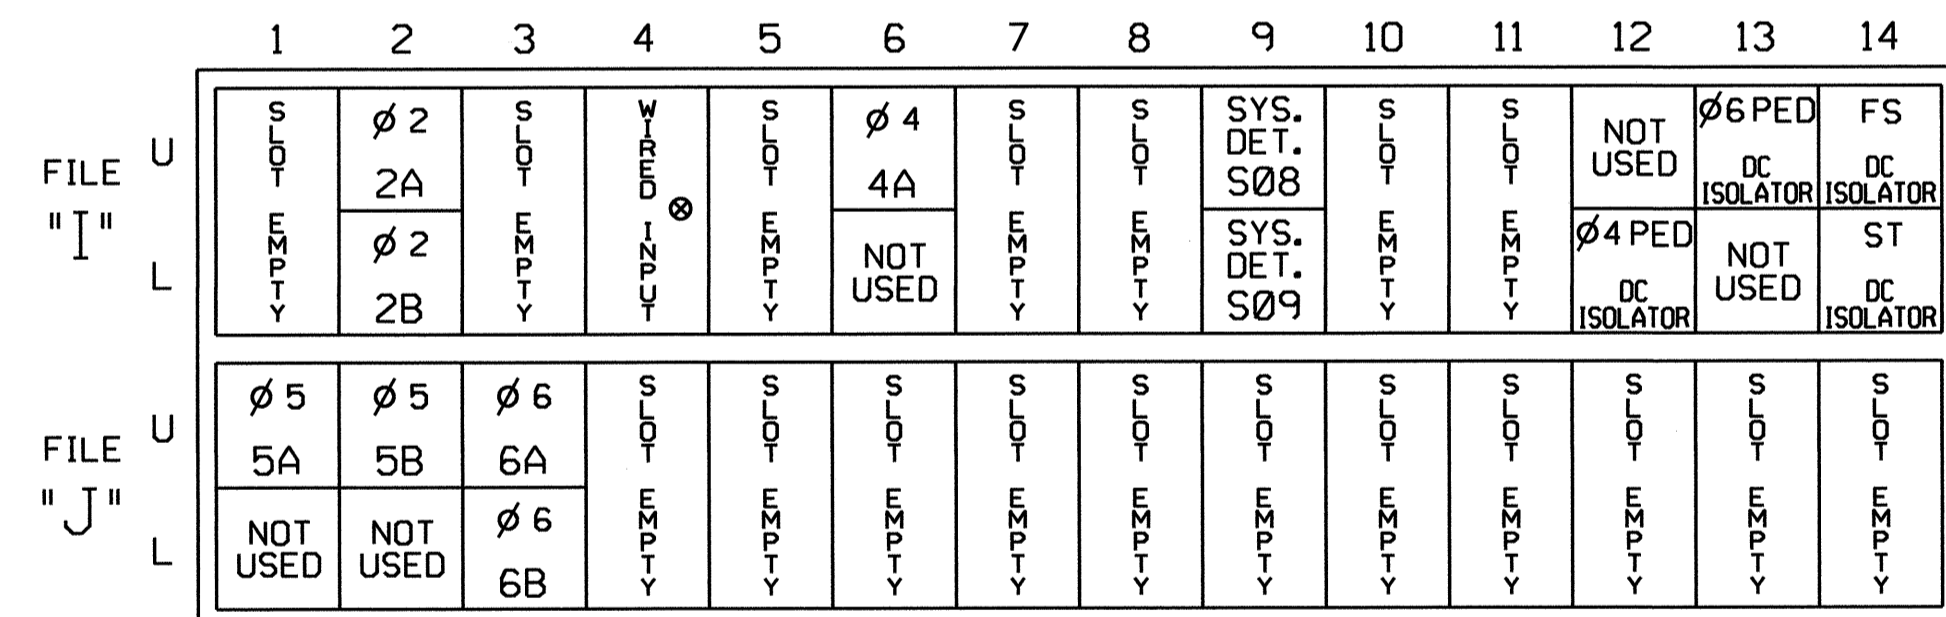 1 2 3 4 5 6 7 8 9 10 11 12 13 14
FILE "I"
U
L
SLOT EMPTY
Ø 2
2A
Ø 2
2B
SLOT EMPTY
WIRED INPUT
⊗
SLOT EMPTY
Ø 4
4A
NOT USED
SLOT EMPTY
SLOT EMPTY
SYS.
DET.
SØ8
SYS.
DET.
SØ9
SLOT EMPTY
SLOT EMPTY
NOT
USED
Ø4 PED
DC
ISOLATOR
Ø6 PED
DC
ISOLATOR
NOT
USED
FS
DC
ISOLATOR
ST
DC
ISOLATOR
FILE "J"
U
L
Ø 5
5A
NOT
USED
Ø 5
5B
NOT
USED
Ø 6
6A
Ø 6
6B
SLOT EMPTY
SLOT EMPTY
SLOT EMPTY
SLOT EMPTY
SLOT EMPTY
SLOT EMPTY
SLOT EMPTY
SLOT EMPTY
SLOT EMPTY
SLOT EMPTY
SLOT EMPTY